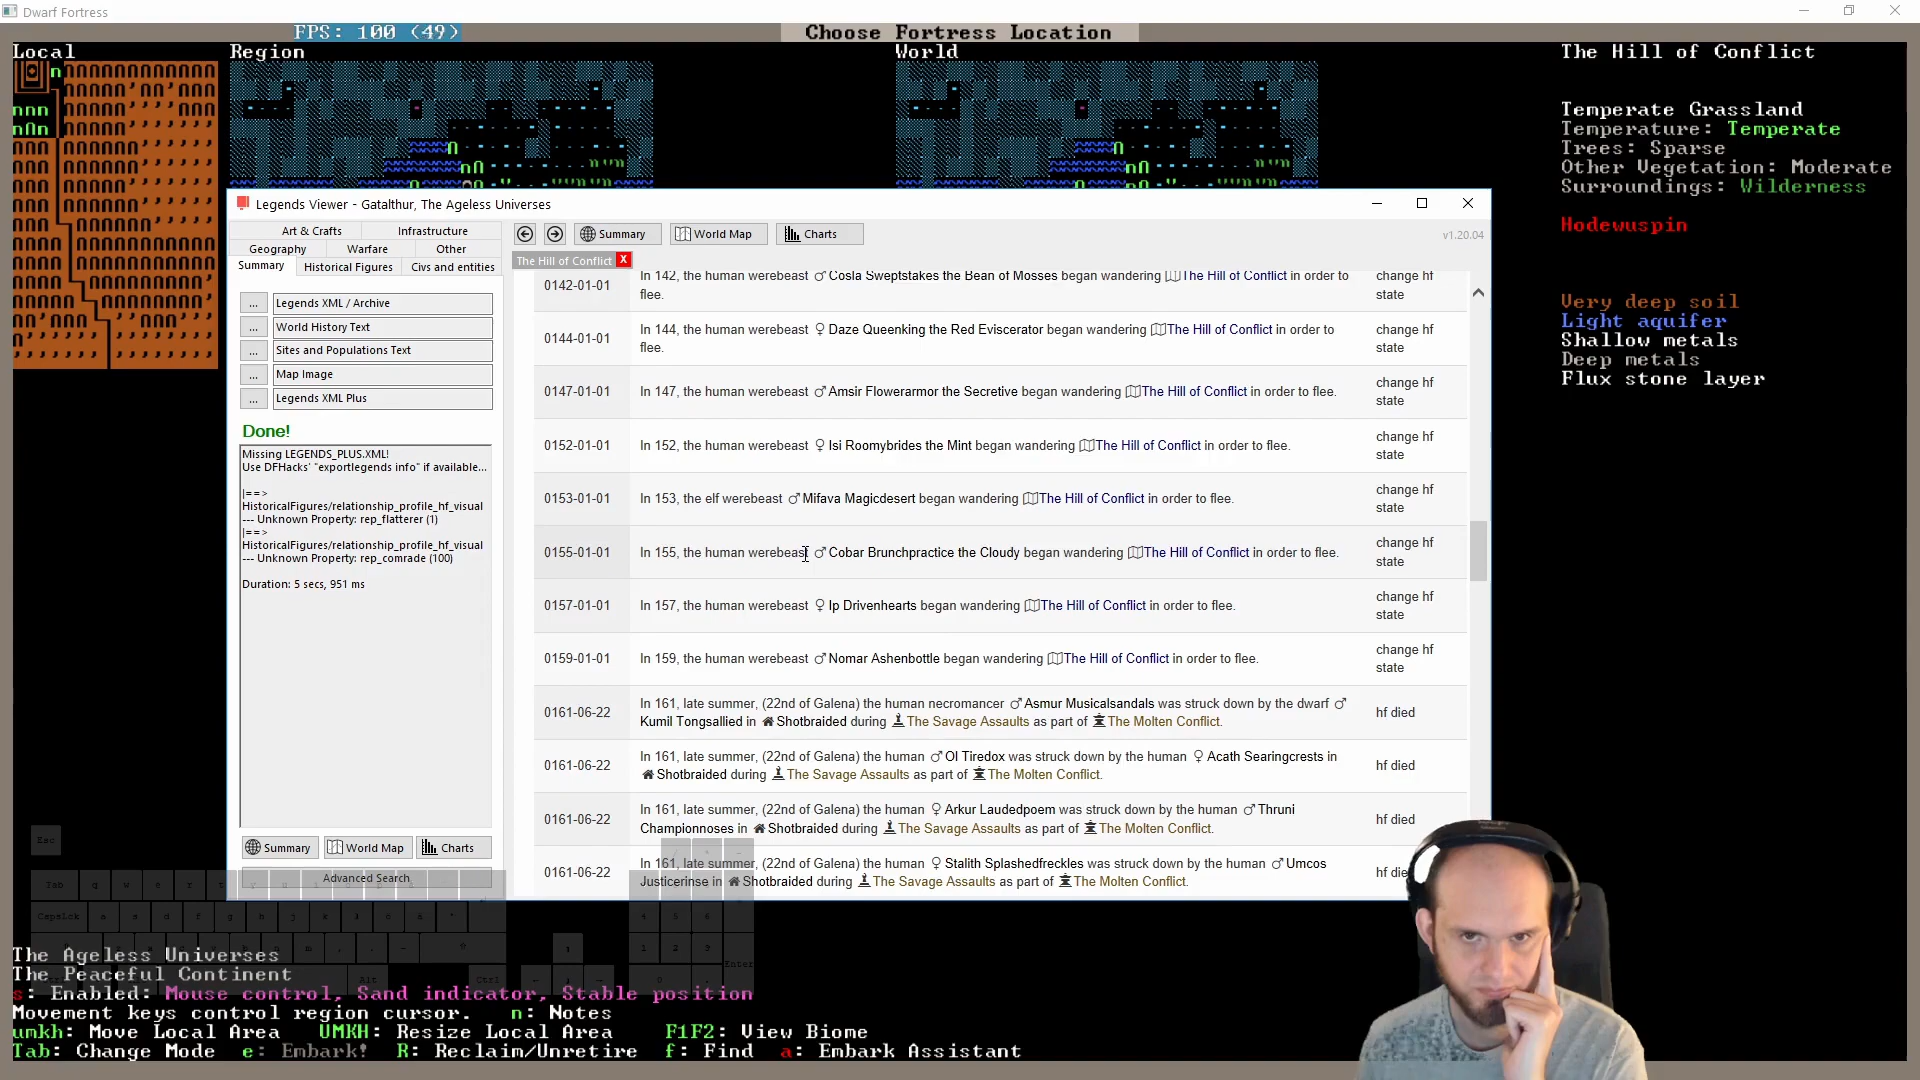 Dwarf Fortress
FPS: 100 (49)
Choose Fortress Location
Local
Region
World
The Hill of Conflict
Temperate Grassland
Temperature: Temperate
Trees: Sparse
Other Vegetation: Moderate
Surroundings: Wilderness
Nodewuspin
Very deep soil
Light aquifer
Shallow metals
Deep metals
Flux stone layer
Legends Viewer - Gatalthur, The Ageless Universes
Art & Crafts
Infrastructure
Geography
Warfare
Other
Summary
Historical Figures
Civs and entities
Summary
World Map
Charts
v1.20.04
The Hill of Conflict X
... Legends XML / Archive
... World History Text
... Sites and Populations Text
... Map Image
... Legends XML Plus
Done!
Missing LEGENDS_PLUS.XML!
Use DFHacks' "exportlegends info" if available...
|==>
HistoricalFigures/relationship_profile_hf_visual
--- Unknown Property: rep_flatterer (1)
|==>
HistoricalFigures/relationship_profile_hf_visual
--- Unknown Property: rep_comrade (100)
Duration: 5 secs, 951 ms
Summary
World Map
Charts
Advanced Search
0142-01-01
In 142, the human werebeast ♂Cosla Sweptstakes the Bean of Mosses began wandering The Hill of Conflict in order to
flee.
change hf
state
0144-01-01
In 144, the human werebeast ♀ Daze Queenking the Red Eviscerator began wandering The Hill of Conflict in order to
flee.
change hf
state
0147-01-01
In 147, the human werebeast ♂Amsir Flowerarmor the Secretive began wandering The Hill of Conflict in order to flee.
change hf
state
0152-01-01
In 152, the human werebeast ♀ Isi Roomybrides the Mint began wandering The Hill of Conflict in order to flee.
change hf
state
0153-01-01
In 153, the elf werebeast ♂Mifava Magicdesert began wandering The Hill of Conflict in order to flee.
change hf
state
0155-01-01
In 155, the human werebeast ♂Cobar Brunchpractice the Cloudy began wandering The Hill of Conflict in order to flee.
change hf
state
0157-01-01
In 157, the human werebeast ♀ Ip Drivenhearts began wandering The Hill of Conflict in order to flee.
change hf
state
0159-01-01
In 159, the human werebeast ♂Nomar Ashenbottle began wandering The Hill of Conflict in order to flee.
change hf
state
0161-06-22
In 161, late summer, (22nd of Galena) the human necromancer ♂Asmur Musicalsandals was struck down by the dwarf ♂
Kumil Tongsallied in Shotbraided during The Savage Assaults as part of The Molten Conflict.
hf died
0161-06-22
In 161, late summer, (22nd of Galena) the human ♂Ol Tiredox was struck down by the human ♀ Acath Searingcrests in
Shotbraided during The Savage Assaults as part of The Molten Conflict.
hf died
0161-06-22
In 161, late summer, (22nd of Galena) the human ♀ Arkur Laudedpoem was struck down by the human ♂Thruni
Championnoses in Shotbraided during The Savage Assaults as part of The Molten Conflict.
hf died
0161-06-22
In 161, late summer, (22nd of Galena) the human ♀ Stalith Splashedfreckles was struck down by the human ♂Umcos
Justicerinse in Shotbraided during The Savage Assaults as part of The Molten Conflict.
hf die
The Ageless Universes
The Peaceful Continent
s: Enabled: Mouse control, Sand indicator, Stable position
Movement keys control region cursor. n: Notes
umkh: Move Local Area UMKH: Resize Local Area F1F2: View Biome
Tab: Change Mode e: Embark! R: Reclaim/Unretire f: Find a: Embark Assistant